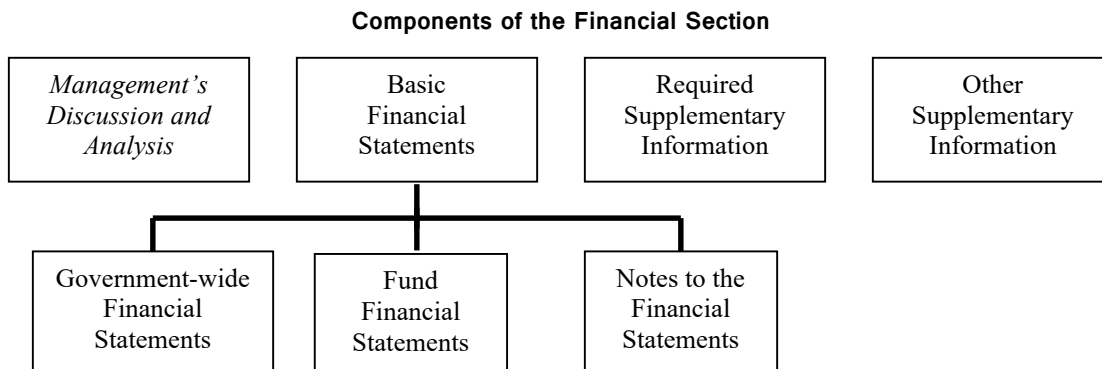 Components of the Financial Section
Management’s
Discussion and
Analysis
Basic
Financial
Statements
Required
Supplementary
Information
Other
Supplementary
Information
Government-wide
Financial
Statements
Fund
Financial
Statements
Notes to the
Financial
Statements